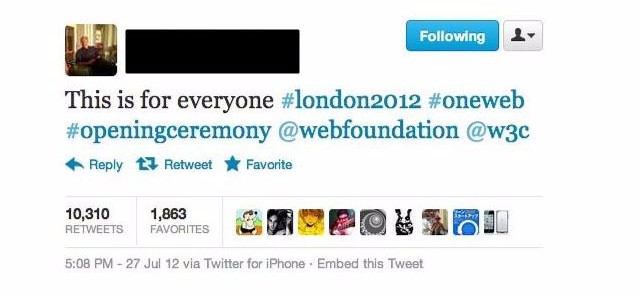 Following
This is for everyone #london2012 #oneweb
#openingceremony @webfoundation @w3c
Reply Retweet Favorite
10,310 1,863
RETWEETS FAVORITES
5:08 PM - 27 Jul 12 via Twitter for iPhone · Embed this Tweet